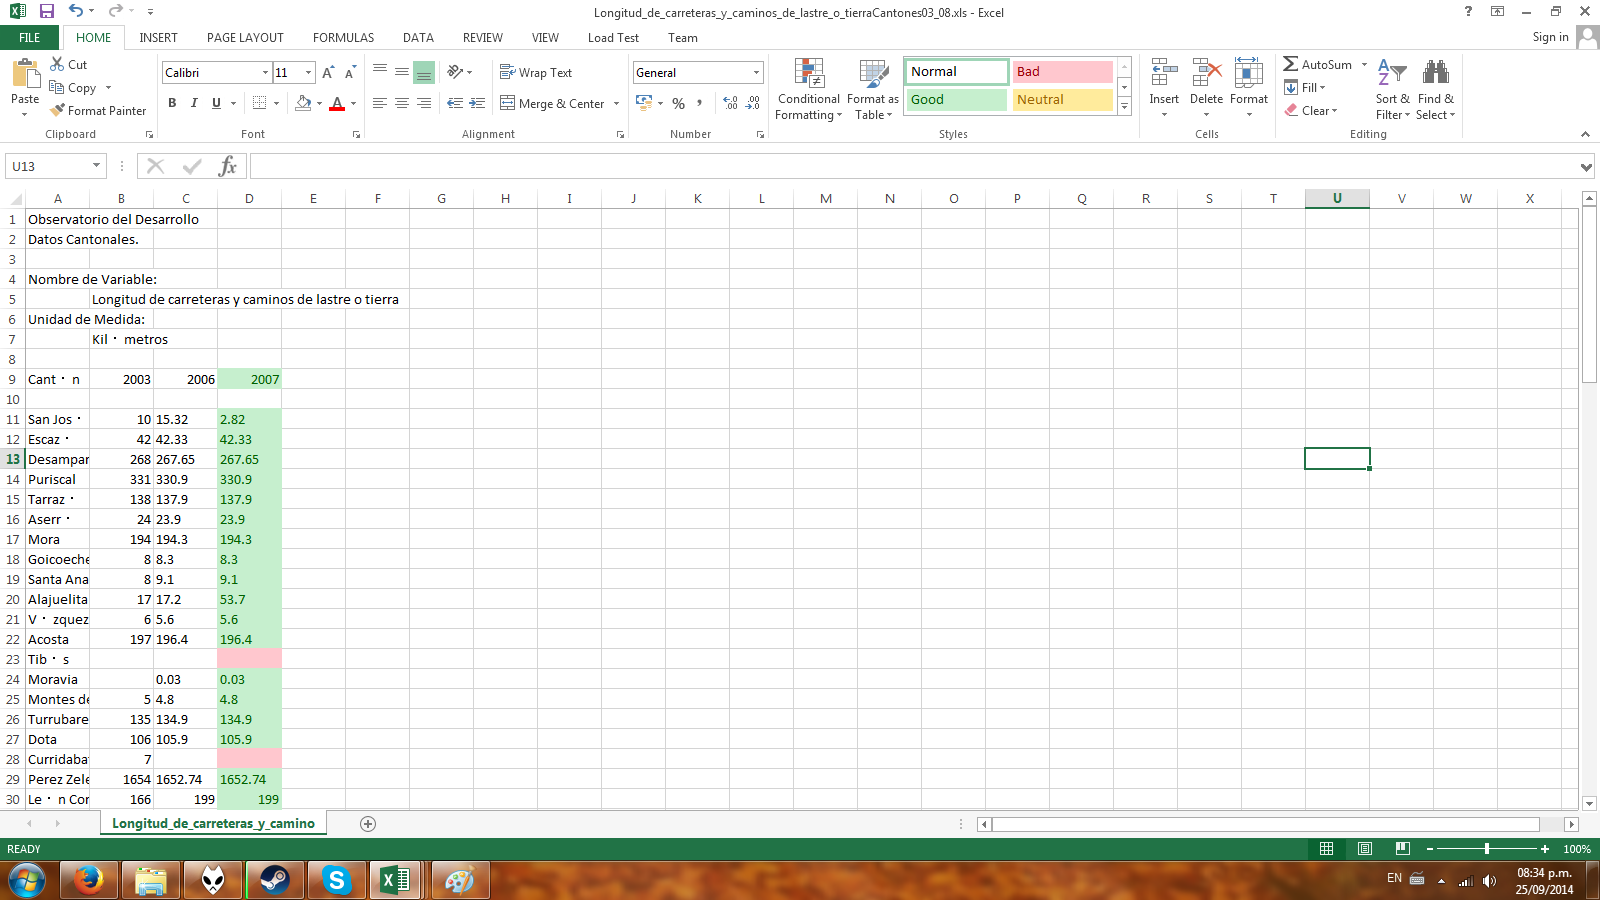 Longitud_de_carreteras_y_caminos_de_lastre_o_tierraCantones03_08.xls - Excel
FILE HOME INSERT PAGE LAYOUT FORMULAS DATA REVIEW VIEW Load Test Team Sign in
Paste Cut Copy Format Painter Clipboard
Calibri 11 B I U A Font
Wrap Text Merge & Center Alignment
General % Number
Conditional Formatting Format as Table Normal Bad Good Neutral Styles
Insert Delete Format Cells
AutoSum Fill Clear Sort & Filter Find & Select Editing
U13 fx
A B C D E F G H I J K L M N O P Q R S T U V W X
1 Observatorio del Desarrollo
2 Datos Cantonales.
3
4 Nombre de Variable:
5 Longitud de carreteras y caminos de lastre o tierra
6 Unidad de Medida:
7 Kil· metros
8
9 Cant· n 2003 2006 2007
10
11 San Jos· 10 15.32 2.82
12 Escaz· 42 42.33 42.33
13 Desampar 268 267.65 267.65
14 Puriscal 331 330.9 330.9
15 Tarraz· 138 137.9 137.9
16 Aserr· 24 23.9 23.9
17 Mora 194 194.3 194.3
18 Goicoeche 8 8.3 8.3
19 Santa Ana 8 9.1 9.1
20 Alajuelita 17 17.2 53.7
21 V· zquez 6 5.6 5.6
22 Acosta 197 196.4 196.4
23 Tib· s
24 Moravia 0.03 0.03
25 Montes de 5 4.8 4.8
26 Turrubare 135 134.9 134.9
27 Dota 106 105.9 105.9
28 Curridaba 7
29 Perez Zele 1654 1652.74 1652.74
30 Le· n Cor 166 199 199
Longitud_de_carreteras_y_camino
READY 100%
EN 08:34 p.m.
25/09/2014